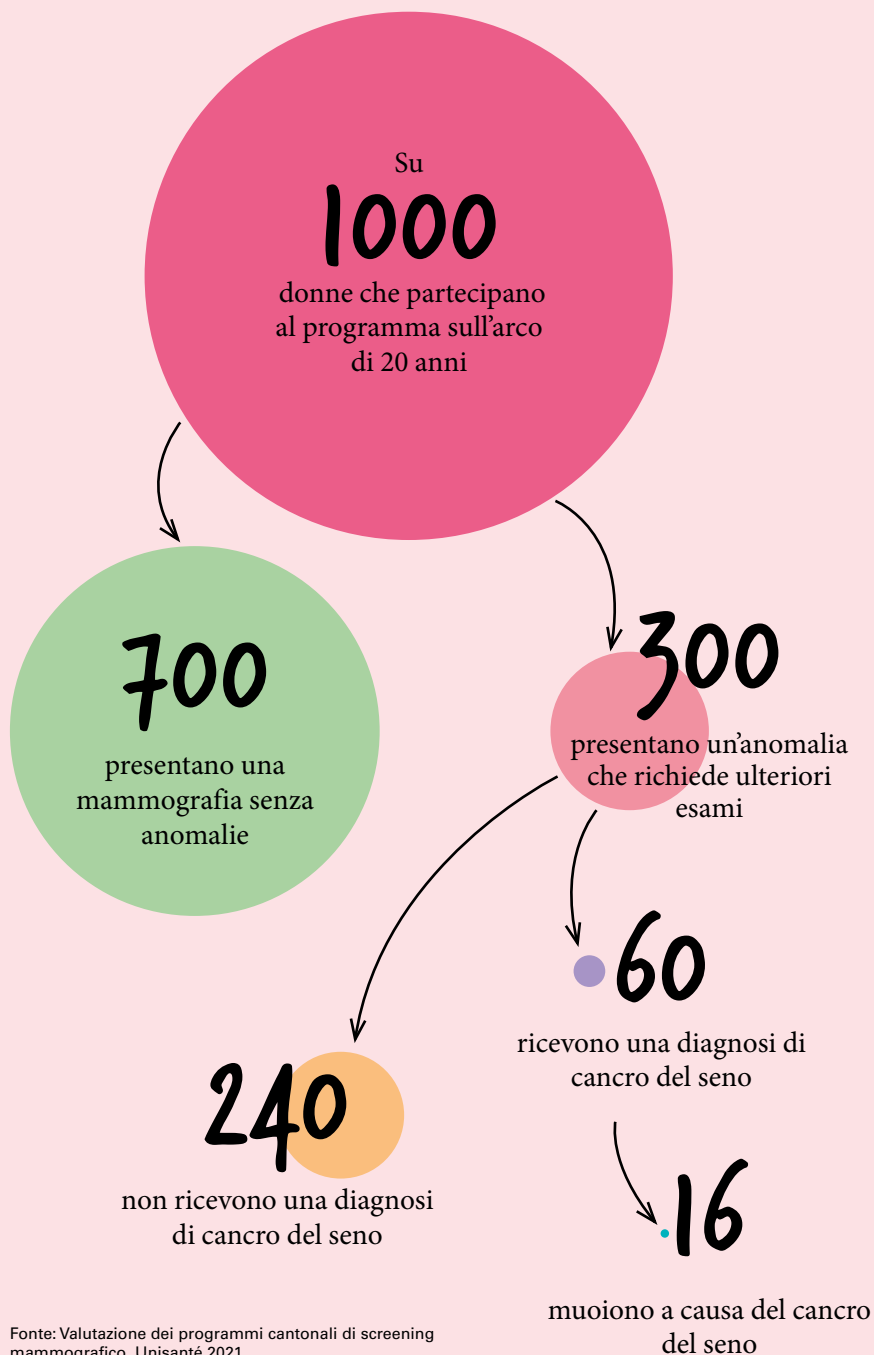 Su
1000
donne che partecipano
al programma sull'arco
di 20 anni
700
presentano una
mammografia senza
anomalie
300
presentano un'anomalia
che richiede ulteriori
esami
60
ricevono una diagnosi di
cancro del seno
240
non ricevono una diagnosi
di cancro del seno
16
muoiono a causa del cancro
del seno
Fonte: Valutazione dei programmi cantonali di screening
mammografico, Unisanté 2021